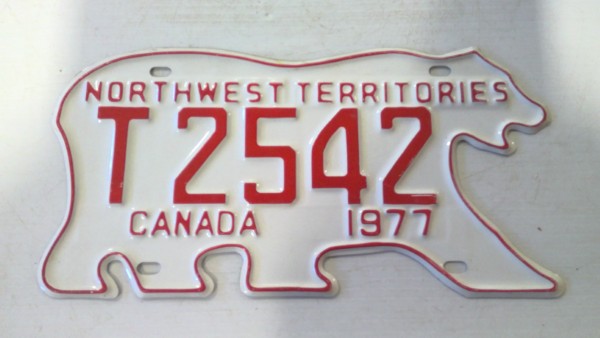 NORTHWEST TERRITORIES
T2542
CANADA 1977